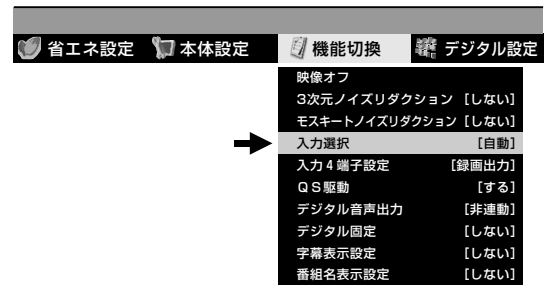 省エネ設定 本体設定 機能切換 デジタル設定
映像オフ
3次元ノイズリダクション [しない]
モスキートノイズリダクション [しない]
入力選択 [自動]
入力4端子設定 [録画出力]
QS駆動 [する]
デジタル音声出力 [非連動]
デジタル固定 [しない]
字幕表示設定 [しない]
番組名表示設定 [しない]